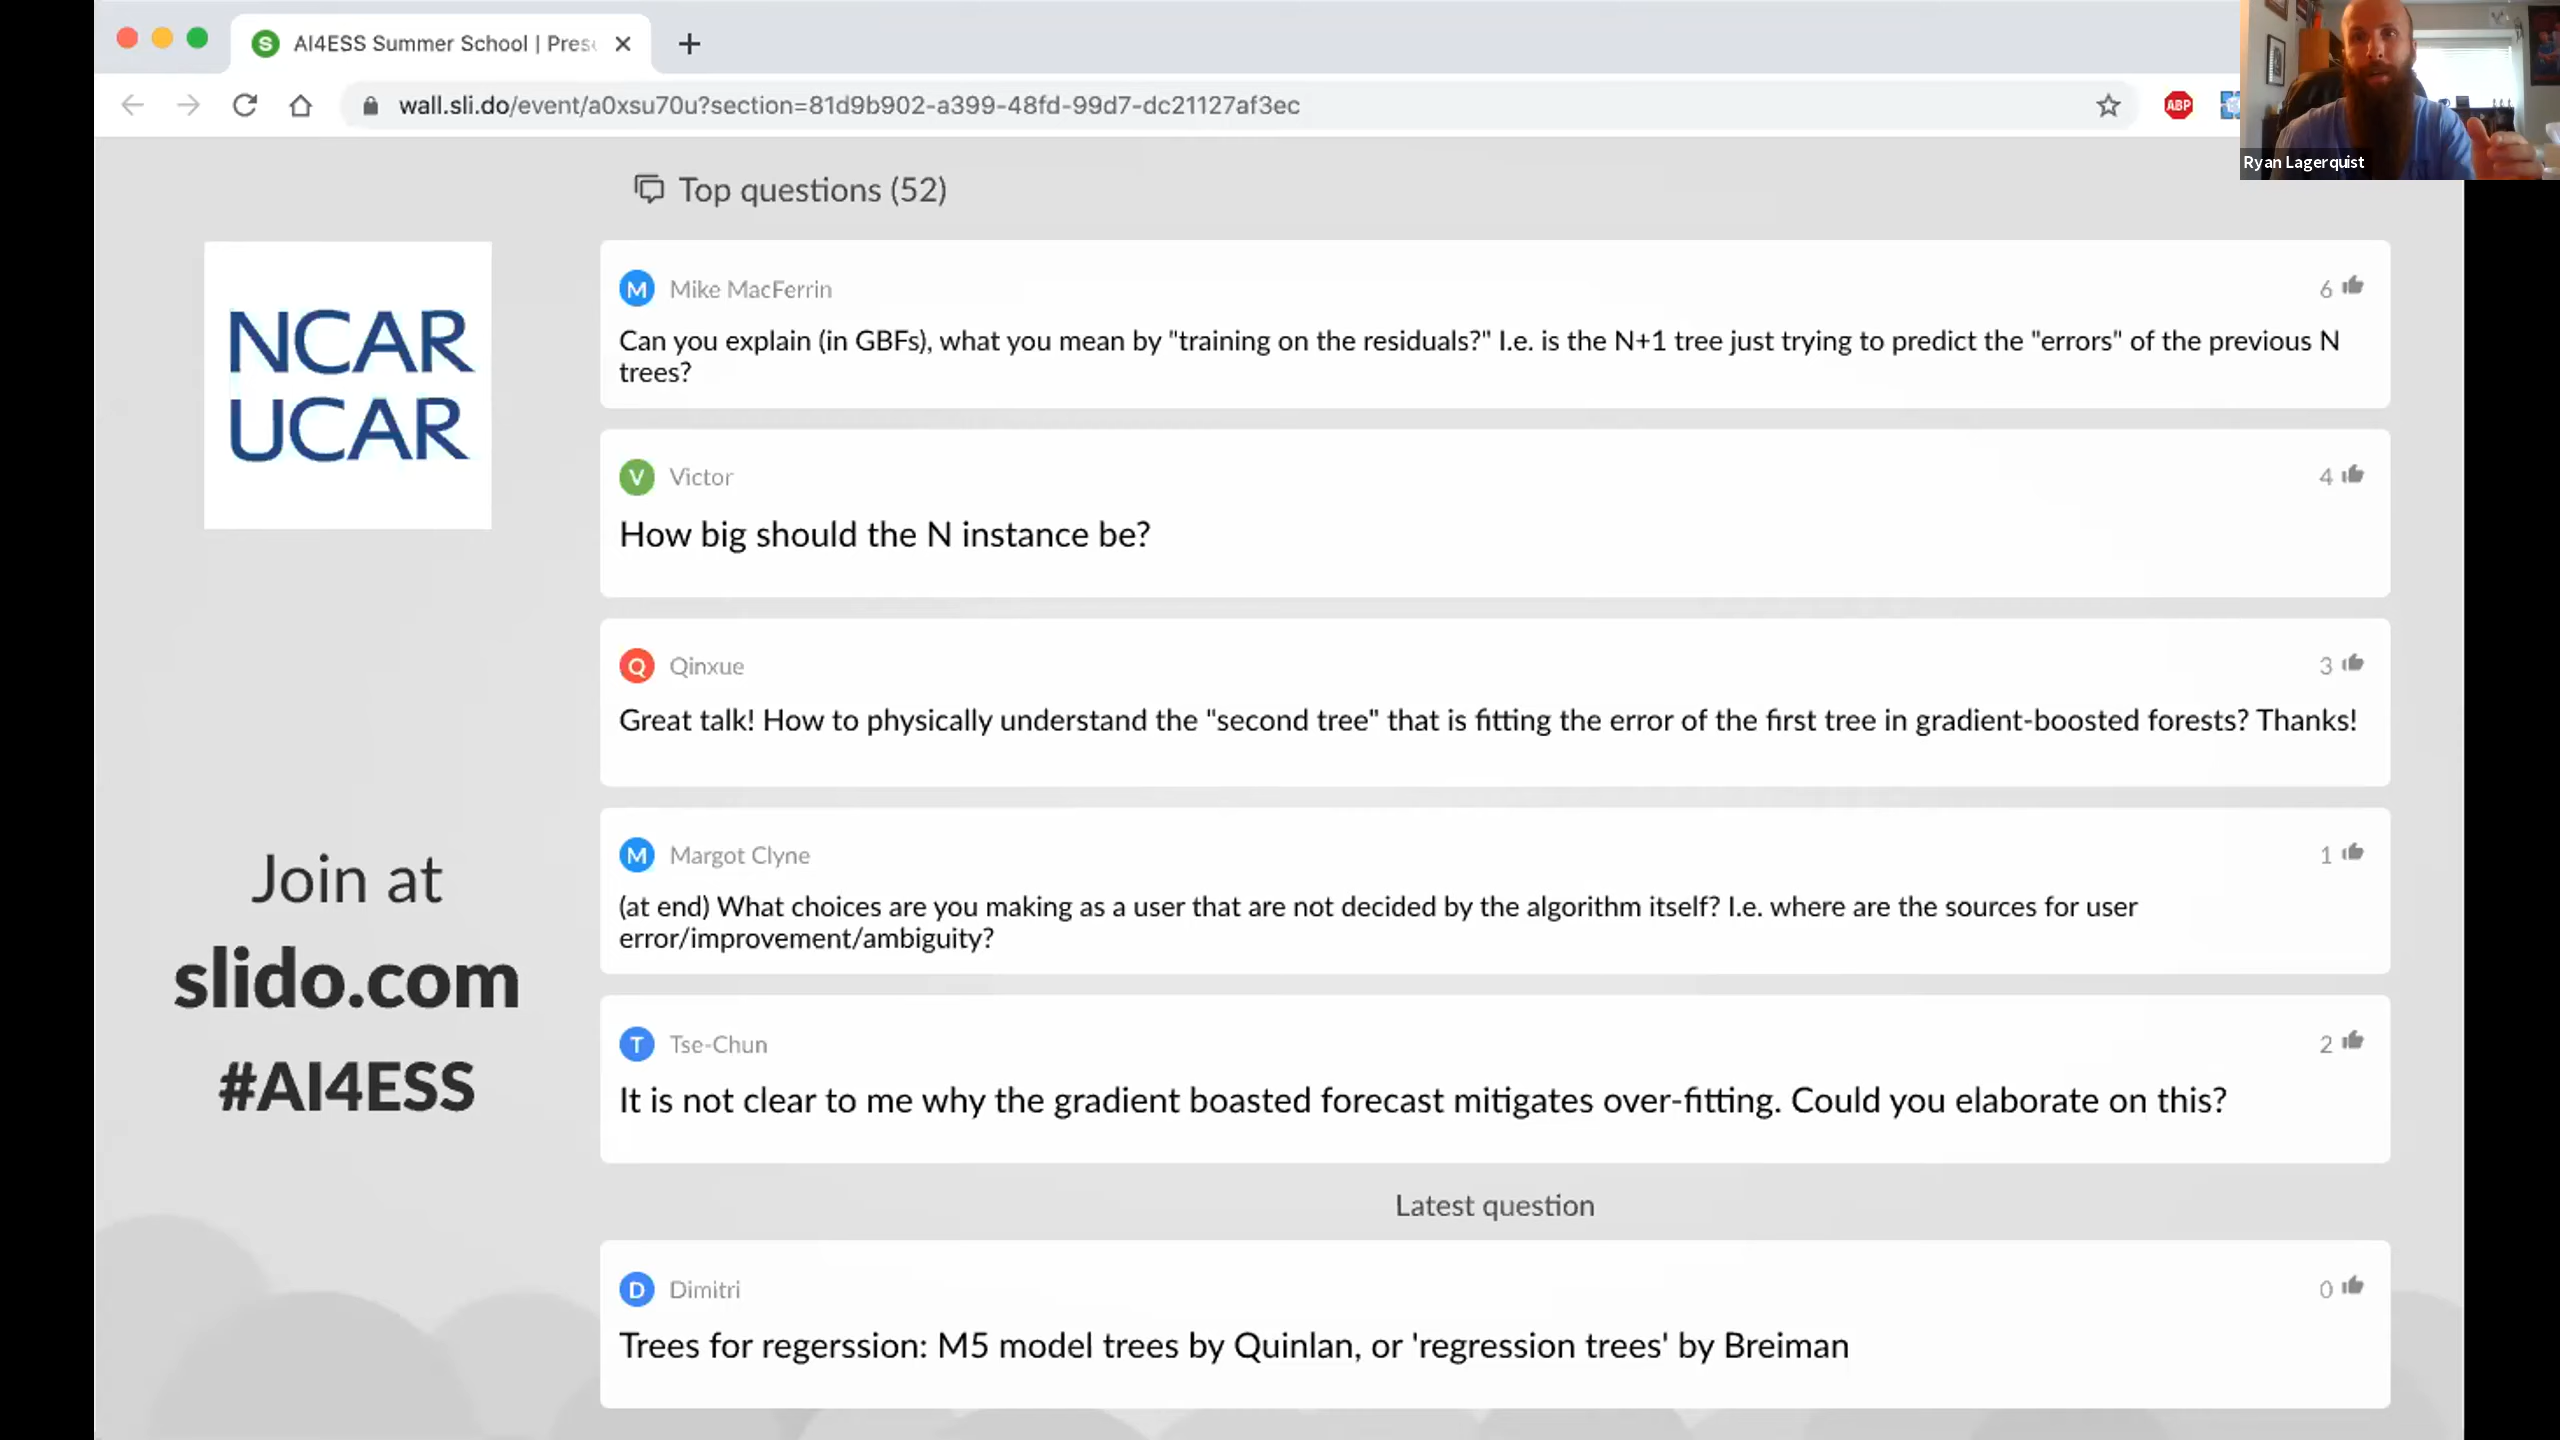 AI4ESS Summer School | Pres
wall.sli.do/event/a0xsu70u?section=81d9b902-a399-48fd-99d7-dc21127af3ec
ABP
Ryan Lagerquist
Top questions (52)
NCAR
UCAR
M Mike MacFerrin 6
Can you explain (in GBFs), what you mean by "training on the residuals?" I.e. is the N+1 tree just trying to predict the "errors" of the previous N
trees?
V Victor 4
How big should the N instance be?
Q Qinxue 3
Great talk! How to physically understand the "second tree" that is fitting the error of the first tree in gradient-boosted forests? Thanks!
M Margot Clyne 1
(at end) What choices are you making as a user that are not decided by the algorithm itself? I.e. where are the sources for user
error/improvement/ambiguity?
T Tse-Chun 2
It is not clear to me why the gradient boasted forecast mitigates over-fitting. Could you elaborate on this?
Latest question
D Dimitri 0
Trees for regerssion: M5 model trees by Quinlan, or 'regression trees' by Breiman
Join at
slido.com
#AI4ESS